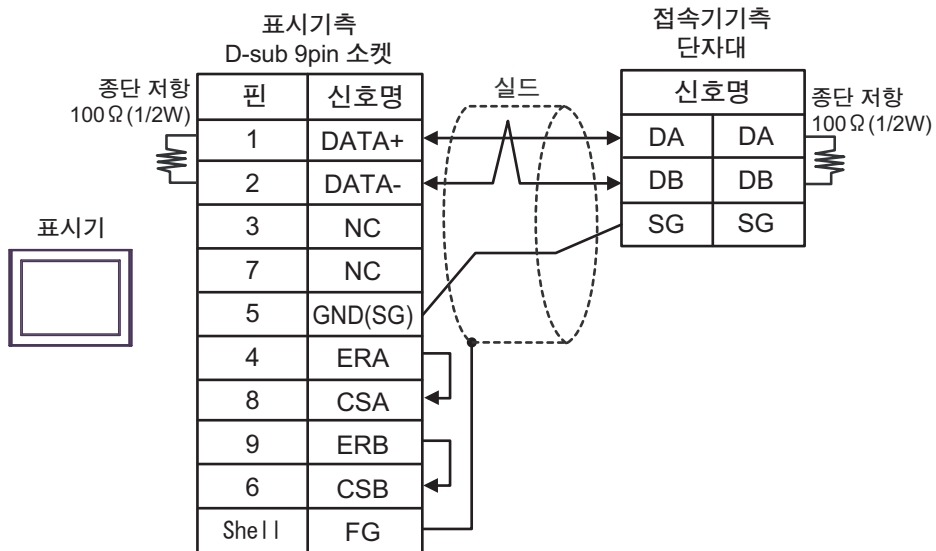 표시기측
D-sub 9pin 소켓
접속기기측
단자대
종단 저항
100Ω(1/2W)
핀 신호명
1 DATA+
2 DATA-
3 NC
7 NC
5 GND(SG)
4 ERA
8 CSA
9 ERB
6 CSB
Shell FG
표시기
실드
신호명
DA DA
DB DB
SG SG
종단 저항
100Ω(1/2W)